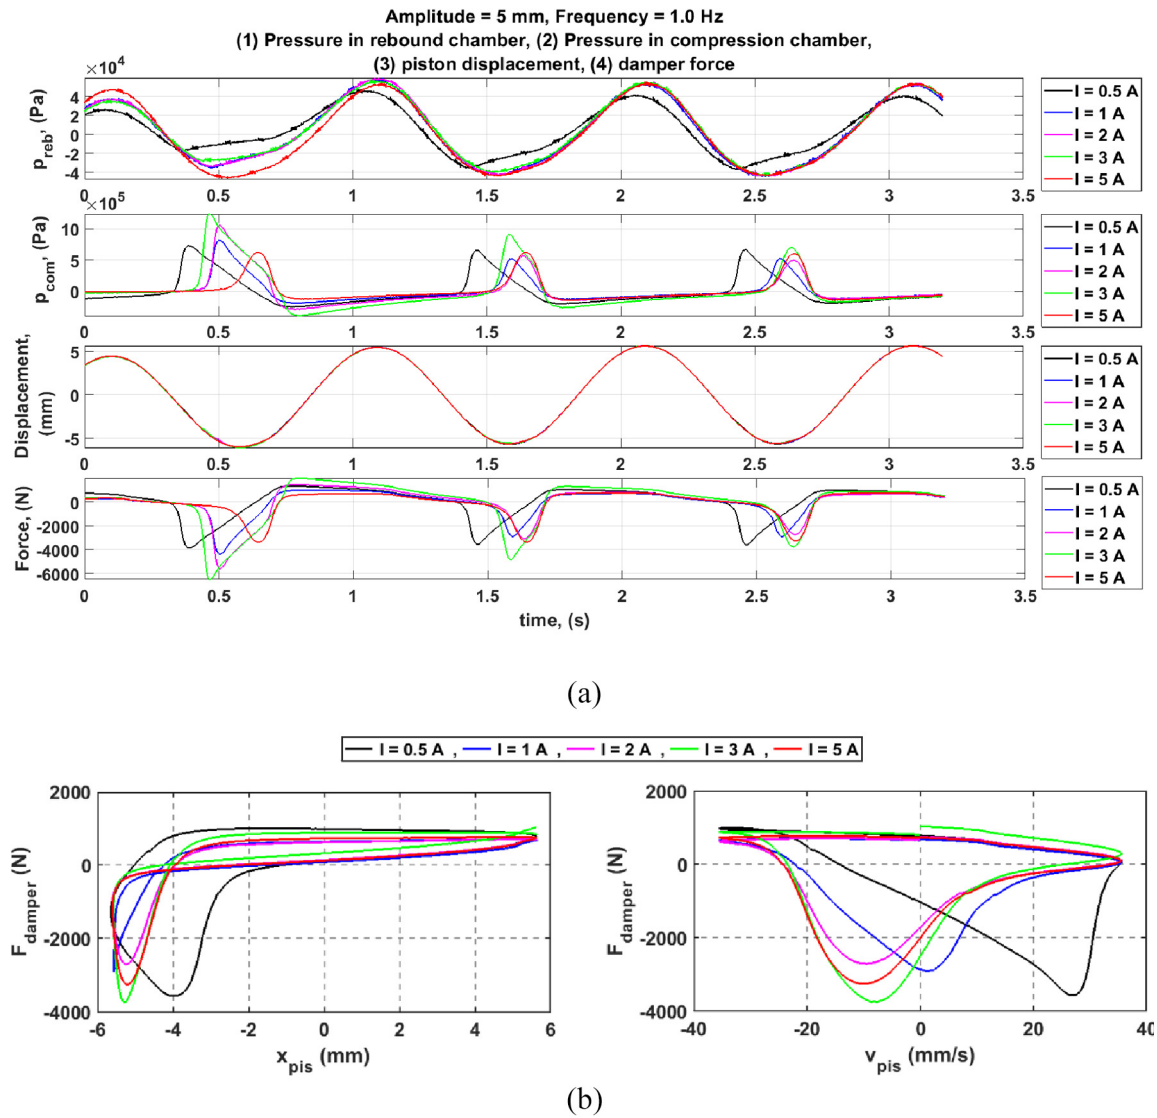 Amplitude = 5 mm, Frequency = 1.0 Hz
(1) Pressure in rebound chamber, (2) Pressure in compression chamber,
(3) piston displacement, (4) damper force
×10⁴
p_reb, (Pa)
4
2
0
-2
-4
0 0.5 1 1.5 2 2.5 3 3.5
I = 0.5 A
I = 1 A
I = 2 A
I = 3 A
I = 5 A
×10⁵
p_com, (Pa)
10
5
0
0 0.5 1 1.5 2 2.5 3 3.5
I = 0.5 A
I = 1 A
I = 2 A
I = 3 A
I = 5 A
Displacement,
(mm)
5
0
-5
0 0.5 1 1.5 2 2.5 3 3.5
I = 0.5 A
I = 1 A
I = 2 A
I = 3 A
I = 5 A
Force, (N)
0
-2000
-4000
-6000
0 0.5 1 1.5 2 2.5 3 3.5
time, (s)
I = 0.5 A
I = 1 A
I = 2 A
I = 3 A
I = 5 A
(a)
I = 0.5 A , I = 1 A , I = 2 A , I = 3 A , I = 5 A
F_damper (N)
2000
0
-2000
-4000
-6 -4 -2 0 2 4 6
x_pis (mm)
F_damper (N)
2000
0
-2000
-4000
-40 -20 0 20 40
v_pis (mm/s)
(b)